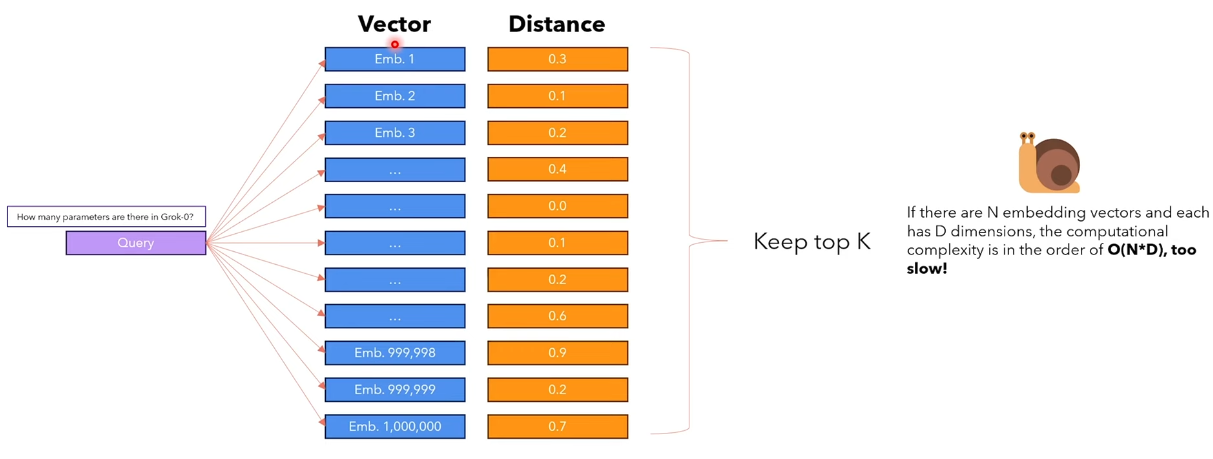 Vector Distance
Emb. 1 0.3
Emb. 2 0.1
Emb. 3 0.2
... 0.4
How many parameters are there in Grok-0?
... 0.0
Query
... 0.1
Keep top K
... 0.2
... 0.6
Emb. 999,998 0.9
Emb. 999,999 0.2
Emb. 1,000,000 0.7
If there are N embedding vectors and each
has D dimensions, the computational
complexity is in the order of O(N*D), too
slow!